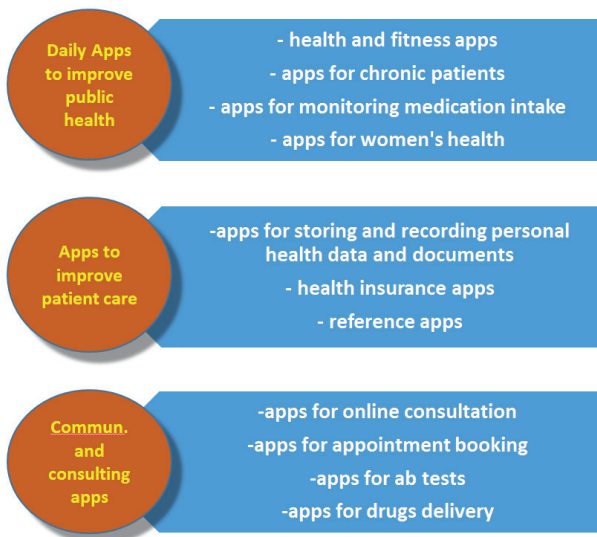 Daily Apps
to improve
public
health
- health and fitness apps
- apps for chronic patients
- apps for monitoring medication intake
- apps for women's health
Apps to
improve
patient care
-apps for storing and recording personal
health data and documents
- health insurance apps
- reference apps
Commun.
and
consulting
apps
-apps for online consultation
-apps for appointment booking
-apps for ab tests
-apps for drugs delivery